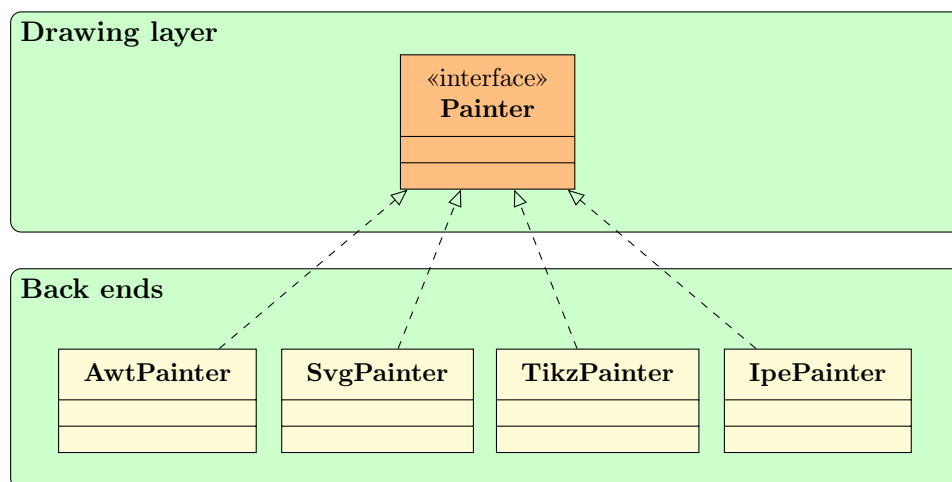 Drawing layer
«interface»
Painter
Back ends
AwtPainter
SvgPainter
TikzPainter
IpePainter